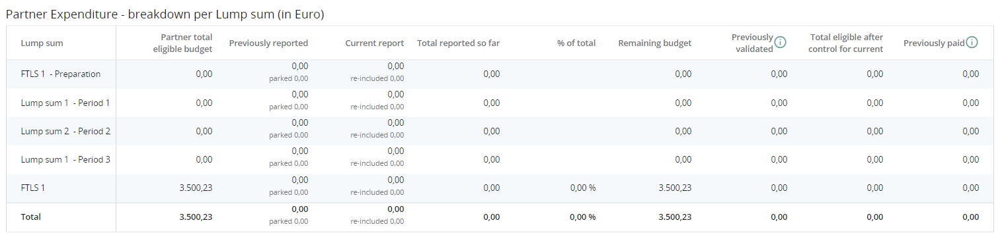 Partner Expenditure - breakdown per Lump sum (in Euro)
Lump sum Partner total eligible budget Previously reported Current report Total reported so far % of total Remaining budget Previously validated Total eligible after control for current Previously paid
FTLS 1 - Preparation 0,00 0,00 0,00 0,00 0,00 0,00 0,00 0,00
parked 0,00 re-included 0,00
Lump sum 1 - Period 1 0,00 0,00 0,00 0,00 0,00 0,00 0,00 0,00
parked 0,00 re-included 0,00
Lump sum 2 - Period 2 0,00 0,00 0,00 0,00 0,00 0,00 0,00 0,00
parked 0,00 re-included 0,00
Lump sum 1 - Period 3 0,00 0,00 0,00 0,00 0,00 0,00 0,00 0,00
parked 0,00 re-included 0,00
FTLS 1 3.500,23 0,00 0,00 0,00 0,00 % 3.500,23 0,00 0,00 0,00
parked 0,00 re-included 0,00
Total 3.500,23 0,00 0,00 0,00 0,00 % 3.500,23 0,00 0,00 0,00
parked 0,00 re-included 0,00